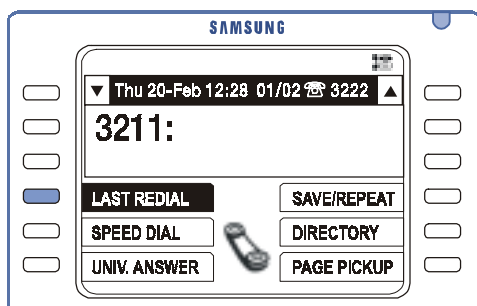 SAMSUNG
Thu 20-Feb 12:28 01/02 ☏ 3222
3211:
LAST REDIAL SAVE/REPEAT
SPEED DIAL DIRECTORY
UNIV. ANSWER PAGE PICKUP